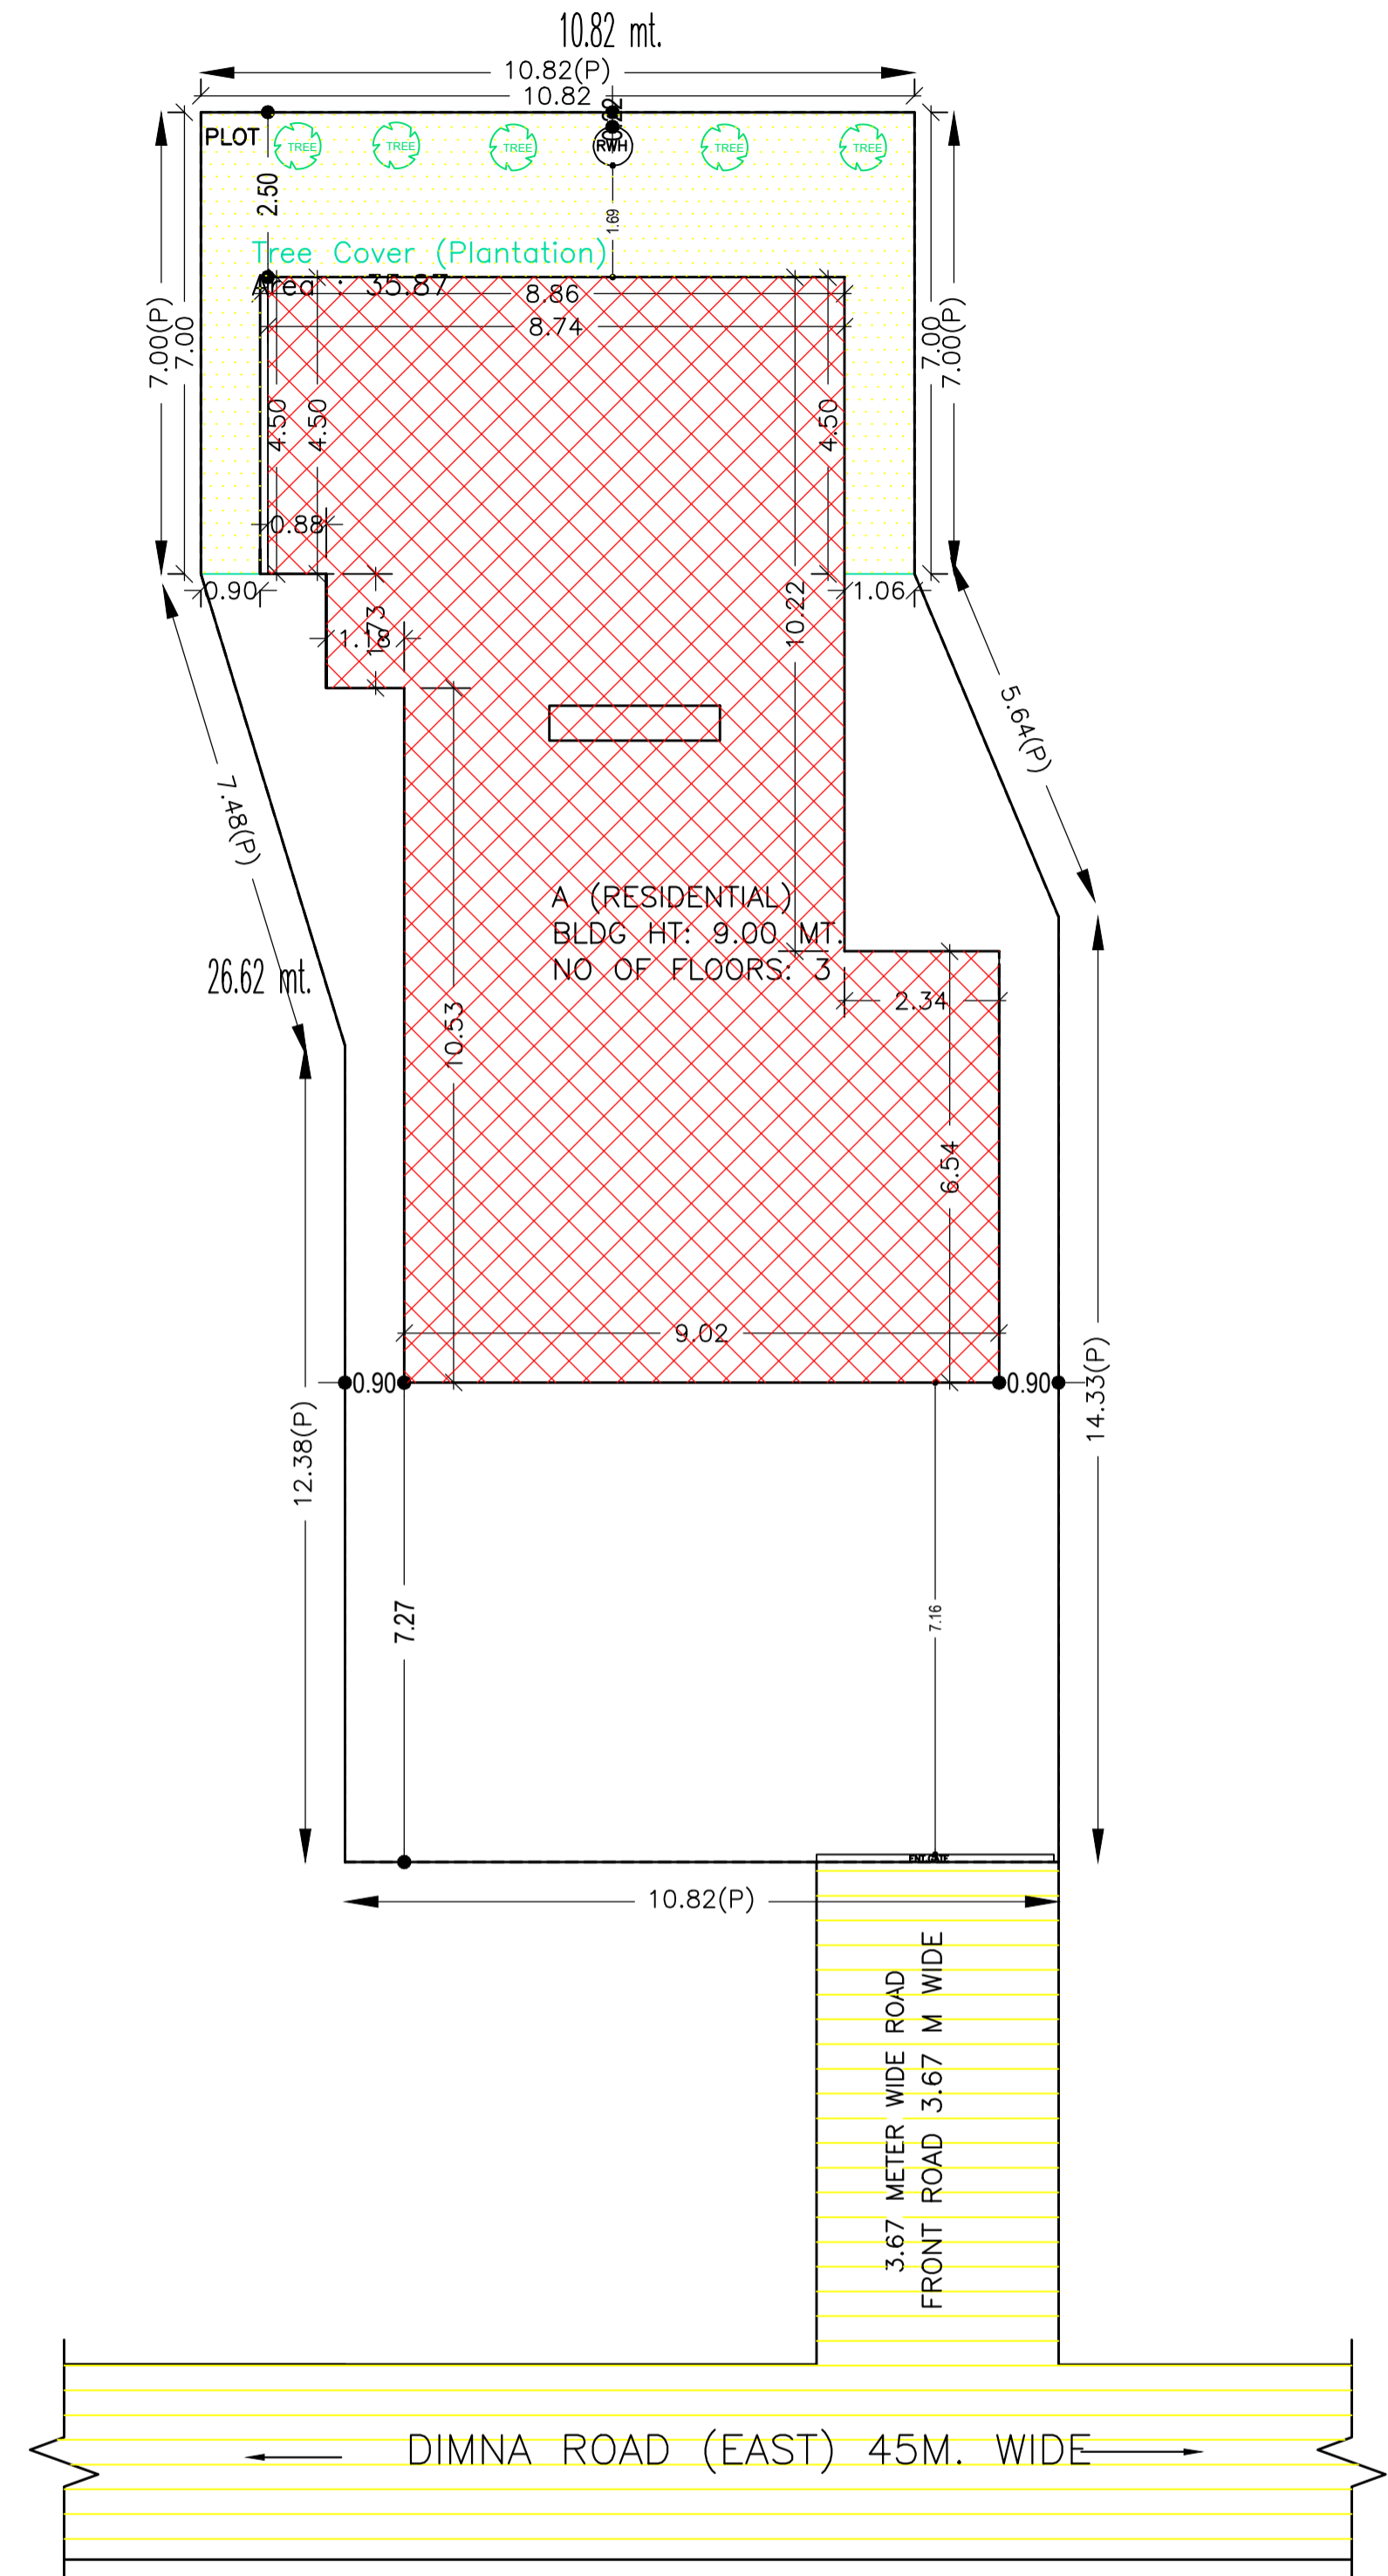 10.82 mt.
10.82(P)
10.82
PLOT
TREE
TREE
TREE
RWH
TREE
TREE
2.50
1.69
Tree Cover (Plantation)
Area : 35.87
8.86
8.74
7.00(P)
7.00
7.00
7.00(P)
4.50
4.50
4.50
0.88
0.90
1.06
1.73
1.18
10.22
5.64(P)
7.48(P)
A (RESIDENTIAL)
BLDG HT: 9.00 MT.
NO OF FLOORS: 3
26.62 mt.
2.34
10.53
6.54
9.02
0.90
0.90
14.33(P)
12.38(P)
7.27
7.16
ENT.GATE
10.82(P)
3.67 METER WIDE ROAD
FRONT ROAD 3.67 M WIDE
DIMNA ROAD (EAST) 45M. WIDE